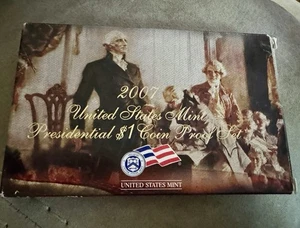 2007
United States Mint
Presidential $1 Coin Proof Set
UNITED STATES MINT